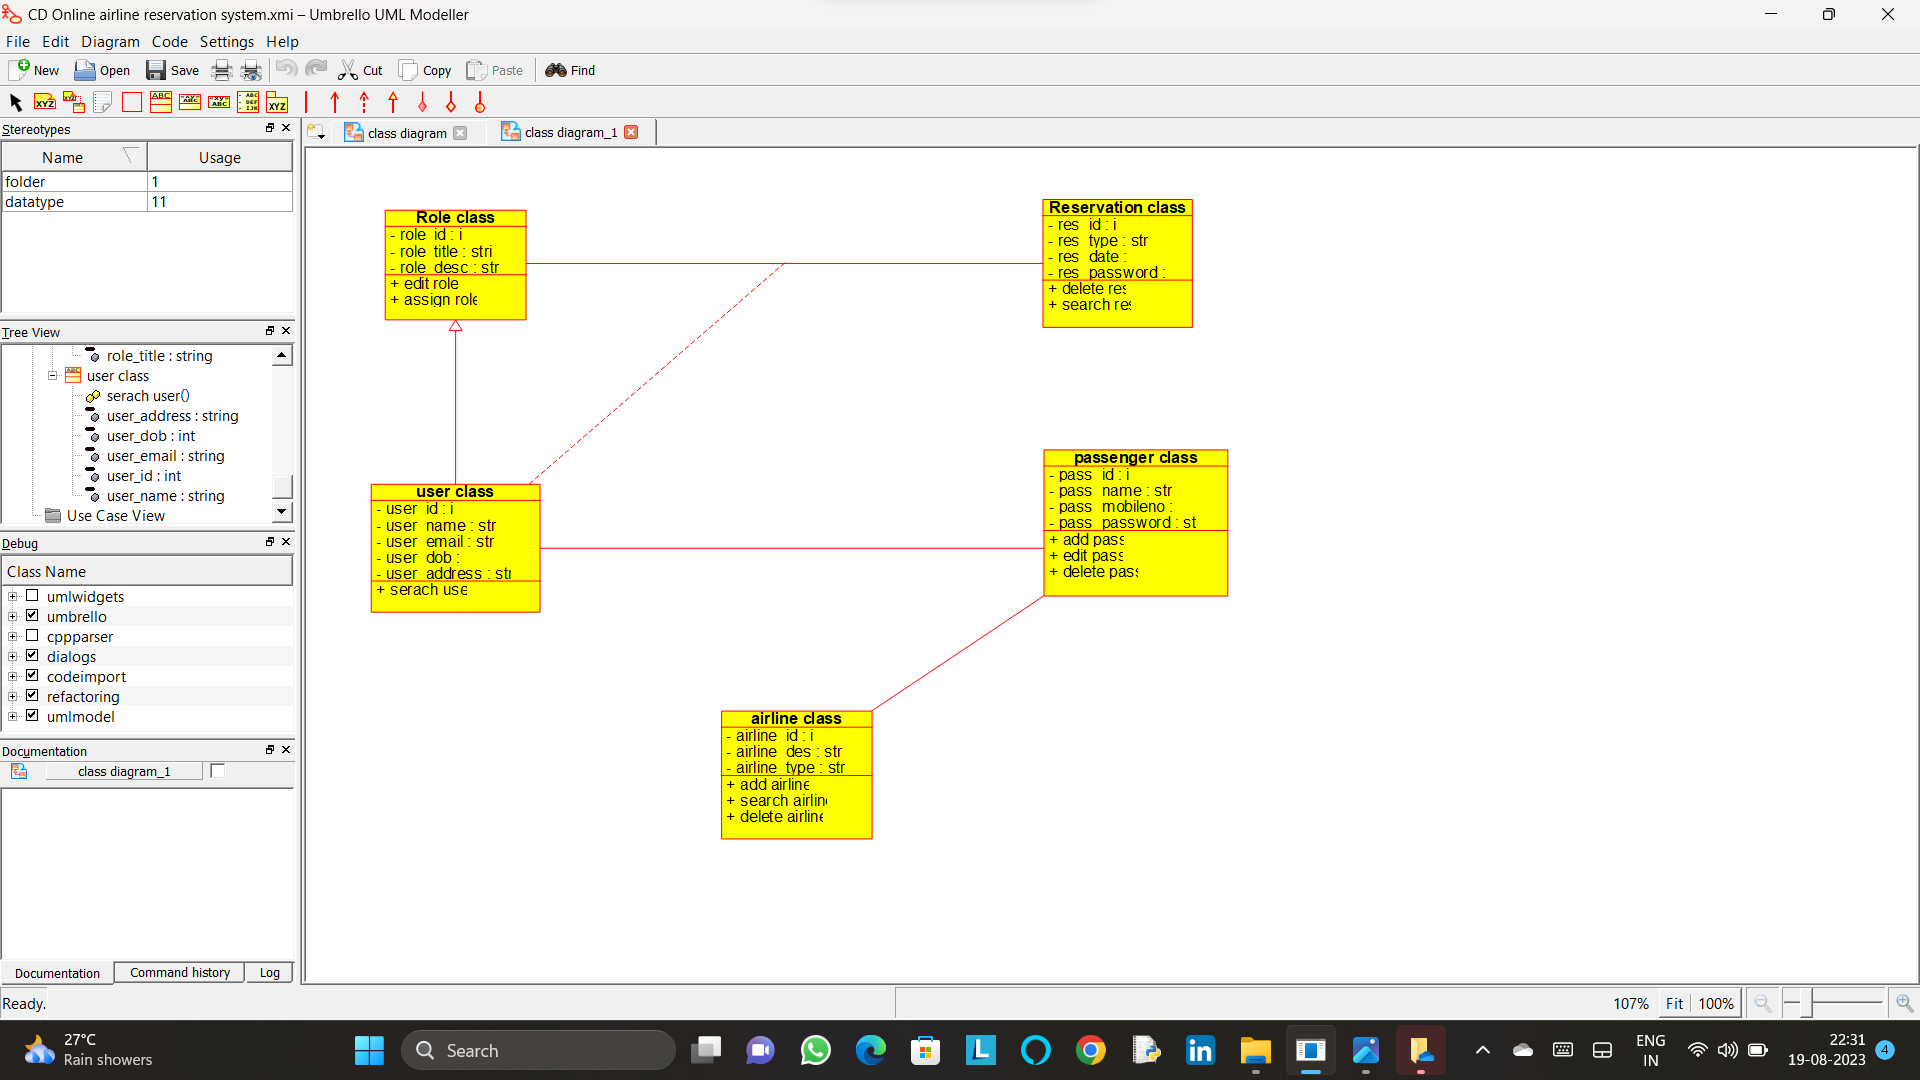 CD Online airline reservation system.xmi – Umbrello UML Modeller
File Edit Diagram Code Settings Help
New Open Save Cut Copy Paste Find
Stereotypes
Name Usage
folder 1
datatype 11
Tree View
role_title : string
user class
serach user()
user_address : string
user_dob : int
user_email : string
user_id : int
user_name : string
Use Case View
Debug
Class Name
umlwidgets
umbrello
cppparser
dialogs
codeimport
refactoring
umlmodel
Documentation
class diagram_1
Documentation Command history Log
Ready.
class diagram class diagram_1
Role class
- role_id : i
- role_title : stri
- role_desc : str
+ edit role
+ assign role
Reservation class
- res_id : i
- res_type : str
- res_date :
- res_password :
+ delete res
+ search res
user class
- user_id : i
- user_name : str
- user_email : str
- user_dob :
- user_address : str
+ serach use
passenger class
- pass_id : i
- pass_name : str
- pass_mobileno :
- pass_password : st
+ add pass
+ edit pass
+ delete pass
airline class
- airline_id : i
- airline_des : str
- airline_type : str
+ add airline
+ search airline
+ delete airline
107% Fit 100%
27°C
Rain showers
Search
ENG
IN
22:31
19-08-2023
4